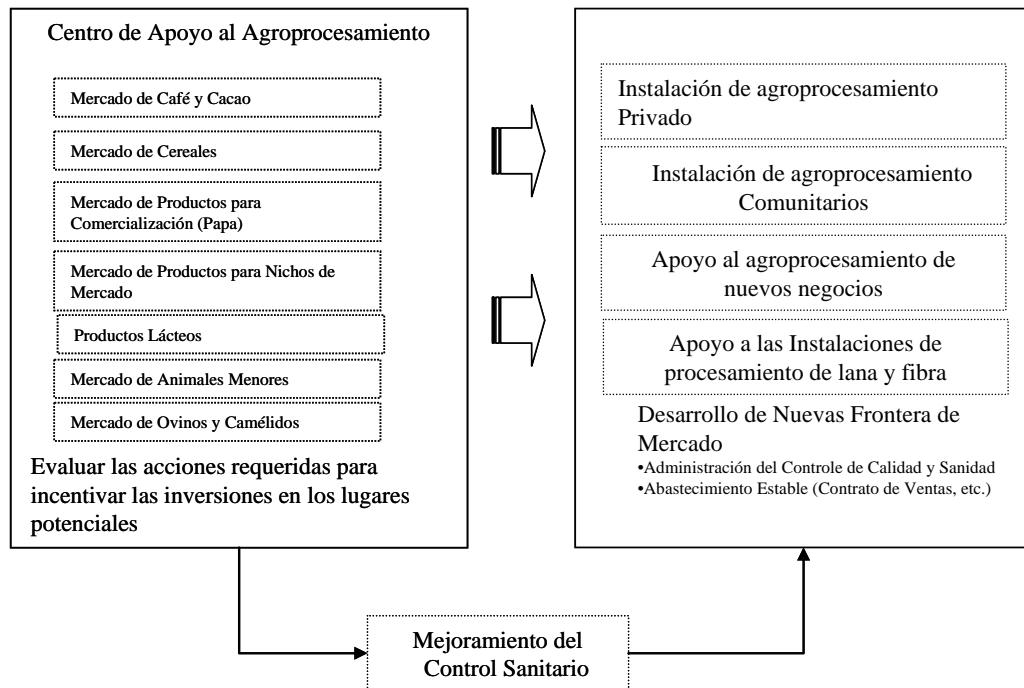 Centro de Apoyo al Agroprocesamiento
Mercado de Café y Cacao
Mercado de Cereales
Mercado de Productos para
Comercialización (Papa)
Mercado de Productos para Nichos de
Mercado
Productos Lácteos
Mercado de Animales Menores
Mercado de Ovinos y Camélidos
Evaluar las acciones requeridas para
incentivar las inversiones en los lugares
potenciales
Instalación de agroprocesamiento
Privado
Instalación de agroprocesamiento
Comunitarios
Apoyo al agroprocesamiento de
nuevos negocios
Apoyo a las Instalaciones de
procesamiento de lana y fibra
Desarrollo de Nuevas Frontera de
Mercado
•Administración del Controle de Calidad y Sanidad
•Abastecimiento Estable (Contrato de Ventas, etc.)
Mejoramiento del
Control Sanitario